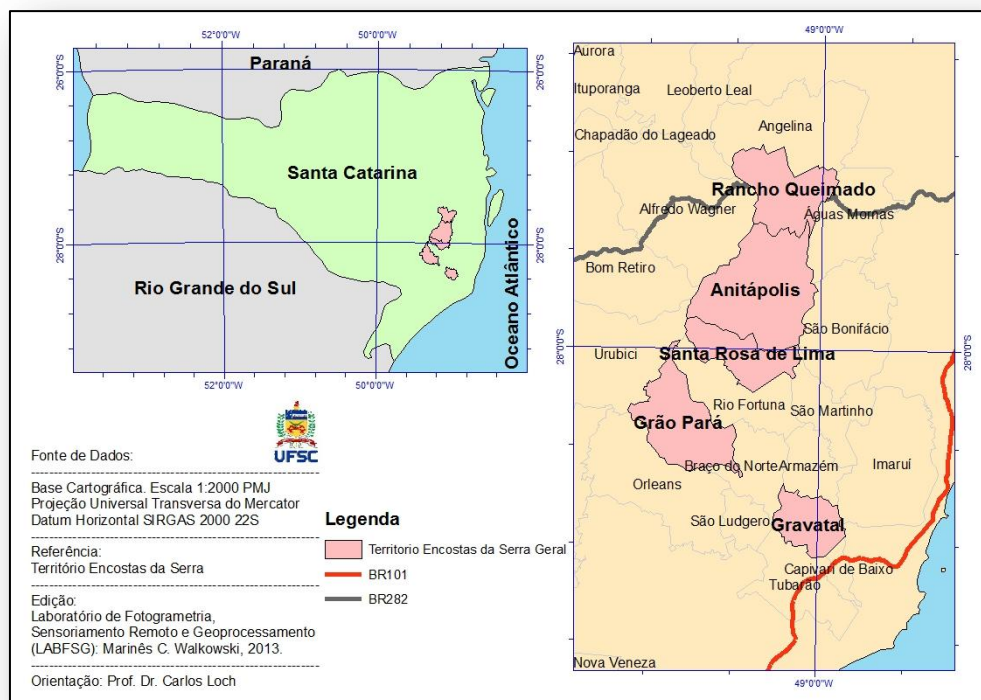 52°0'0"W
50°0'0"W
26°0'0"S
26°0'0"S
Paraná
Santa Catarina
28°0'0"S
28°0'0"S
Rio Grande do Sul
Oceano Atlântico
52°0'0"W
50°0'0"W
49°0'0"W
Aurora
Ituporanga
Leoberto Leal
Chapadão do Lageado
Angelina
Rancho Queimado
Alfredo Wagner
Águas Mornas
Bom Retiro
Anitápolis
São Bonifácio
28°0'0"S
28°0'0"S
Urubici
Santa Rosa de Lima
Rio Fortuna
São Martinho
Grão Pará
Braço do Norte
Armazém
Imaruí
Orleans
São Ludgero
Gravatal
Capivari de Baixo
Tubarão
Nova Veneza
49°0'0"W
UFSC
Fonte de Dados:
Base Cartográfica. Escala 1:2000 PMJ
Projeção Universal Transversa do Mercator
Datum Horizontal SIRGAS 2000 22S
Referência:
Território Encostas da Serra
Edição:
Laboratório de Fotogrametria,
Sensoriamento Remoto e Geoprocessamento
(LABFSG): Marinês C. Walkowski, 2013.
Orientação: Prof. Dr. Carlos Loch
Legenda
Territorio Encostas da Serra Geral
BR101
BR282